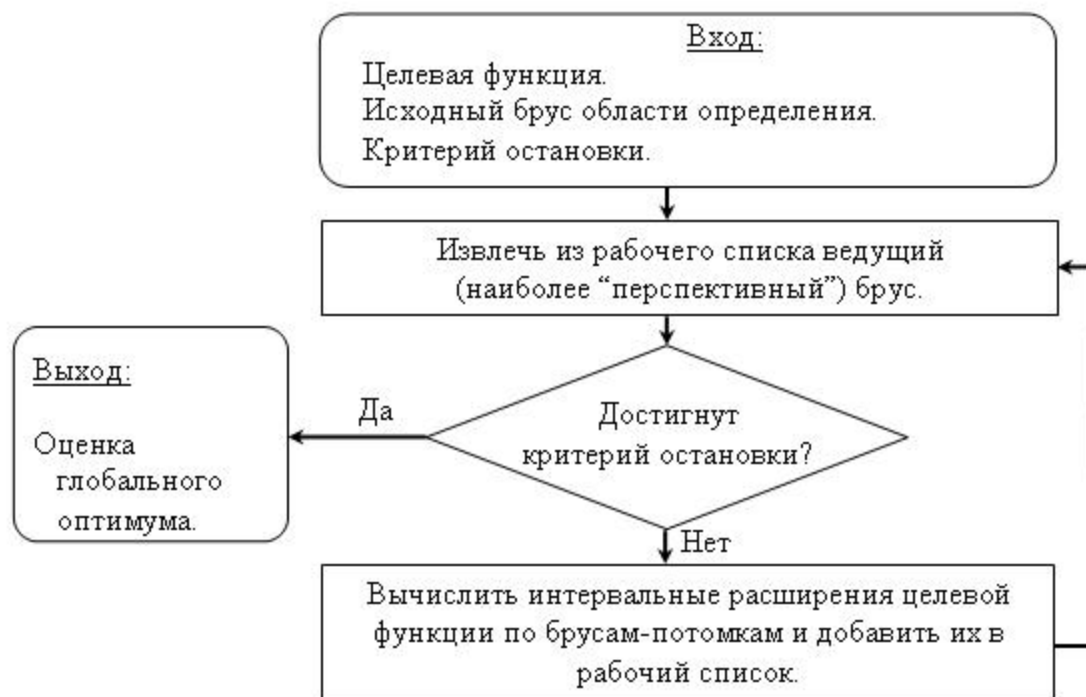 Вход:
Целевая функция.
Исходный брус области определения.
Критерий остановки.
Извлечь из рабочего списка ведущий
(наиболее “перспективный”) брус.
Достигнут
критерий остановки?
Да
Выход:
Оценка
глобального
оптимума.
Нет
Вычислить интервальные расширения целевой
функции по брусам-потомкам и добавить их в
рабочий список.